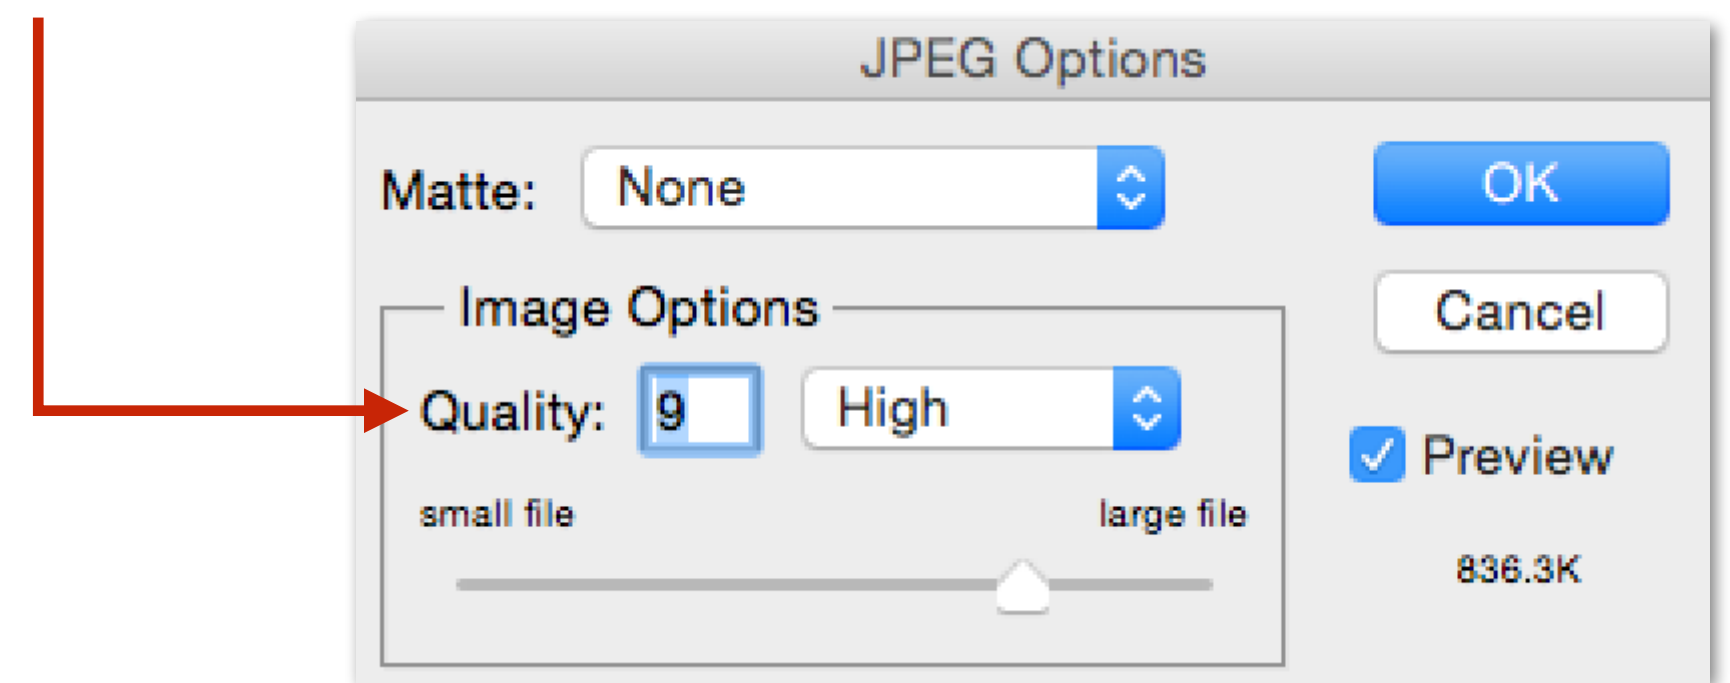 JPEG Options
Matte: None
OK
Image Options
Cancel
Quality: 9 High
Preview
small file large file
836.3K